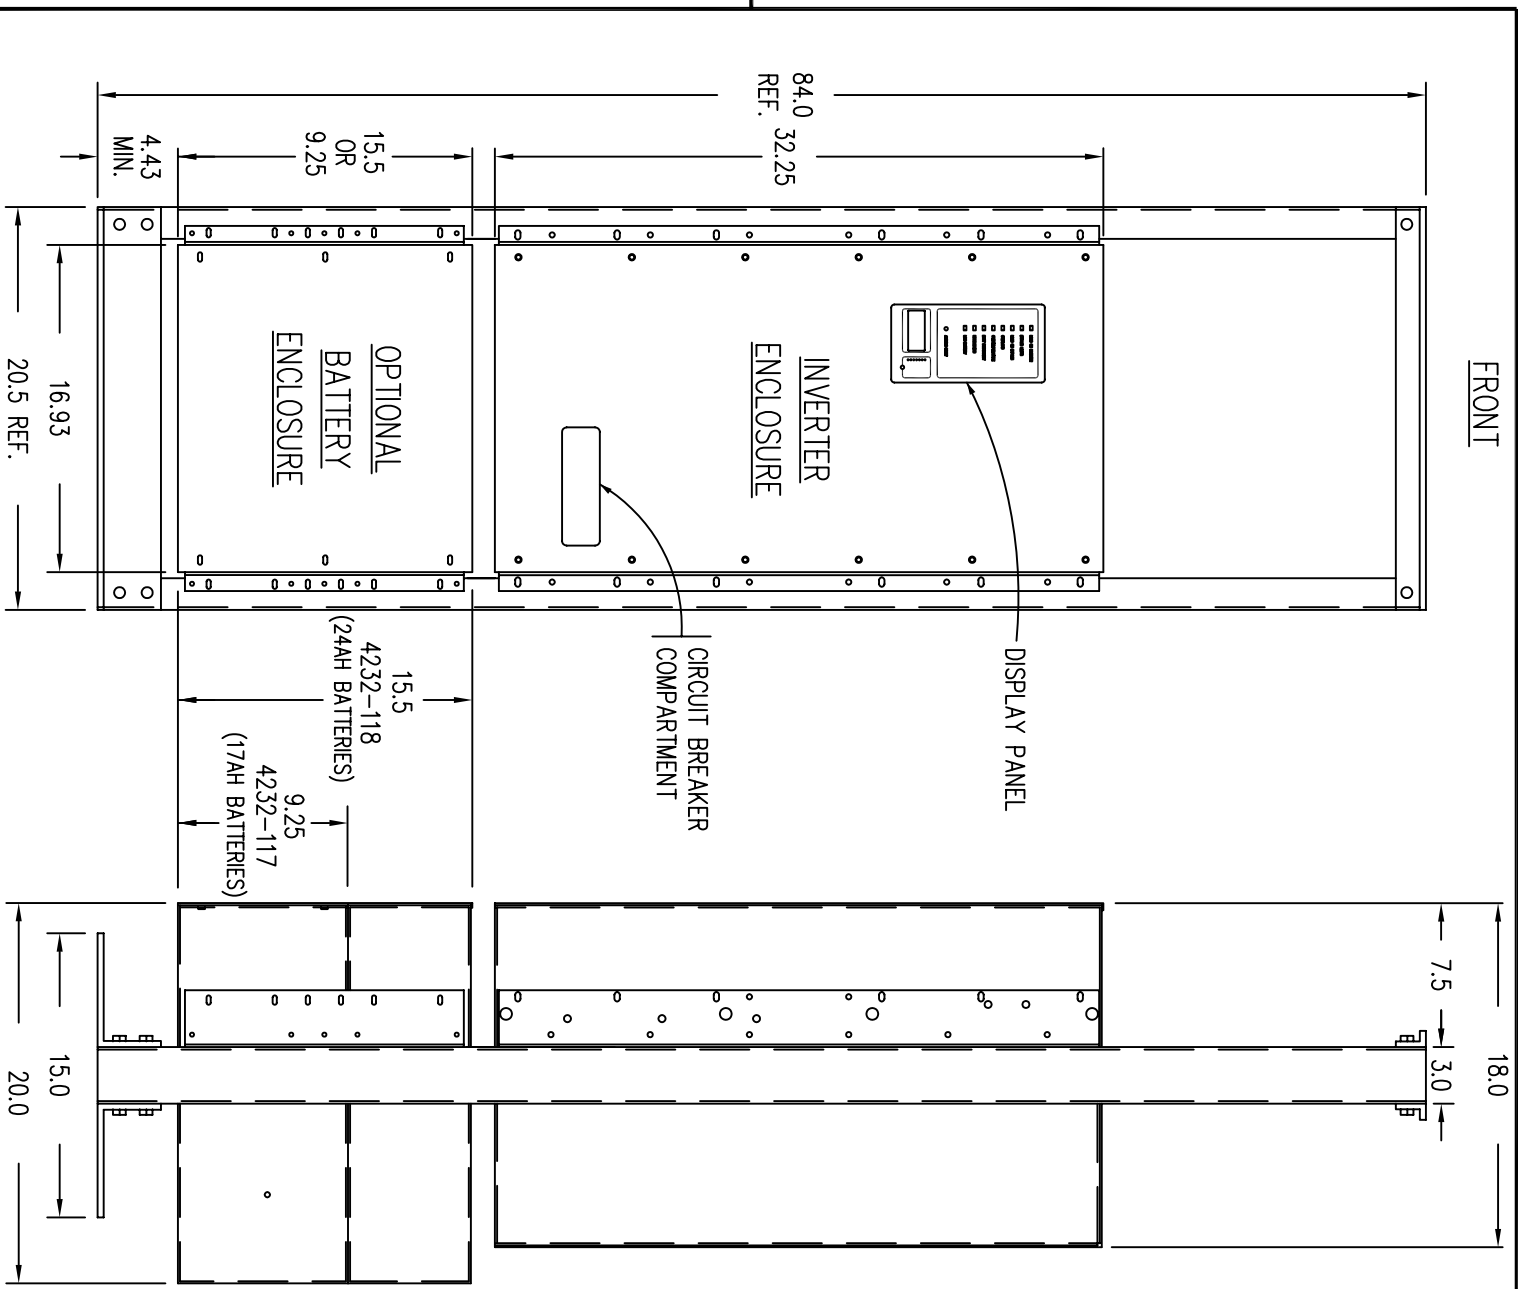 FRONT
84.0
REF.
32.25
15.5
OR
9.25
4.43
MIN.
INVERTER
ENCLOSURE
OPTIONAL
BATTERY
ENCLOSURE
16.93
20.5 REF.
DISPLAY PANEL
CIRCUIT BREAKER
COMPARTMENT
15.5
4232-118
(24AH BATTERIES)
9.25
4232-117
(17AH BATTERIES)
18.0
7.5
3.0
15.0
20.0